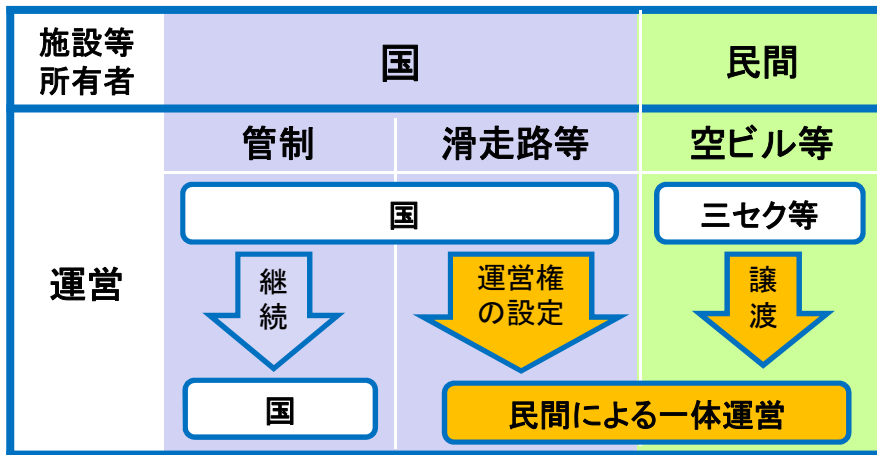 施設等
所有者
国
民間
管制
滑走路等
空ビル等
運営
国
三セク等
継
続
運営権
の設定
譲
渡
国
民間による一体運営